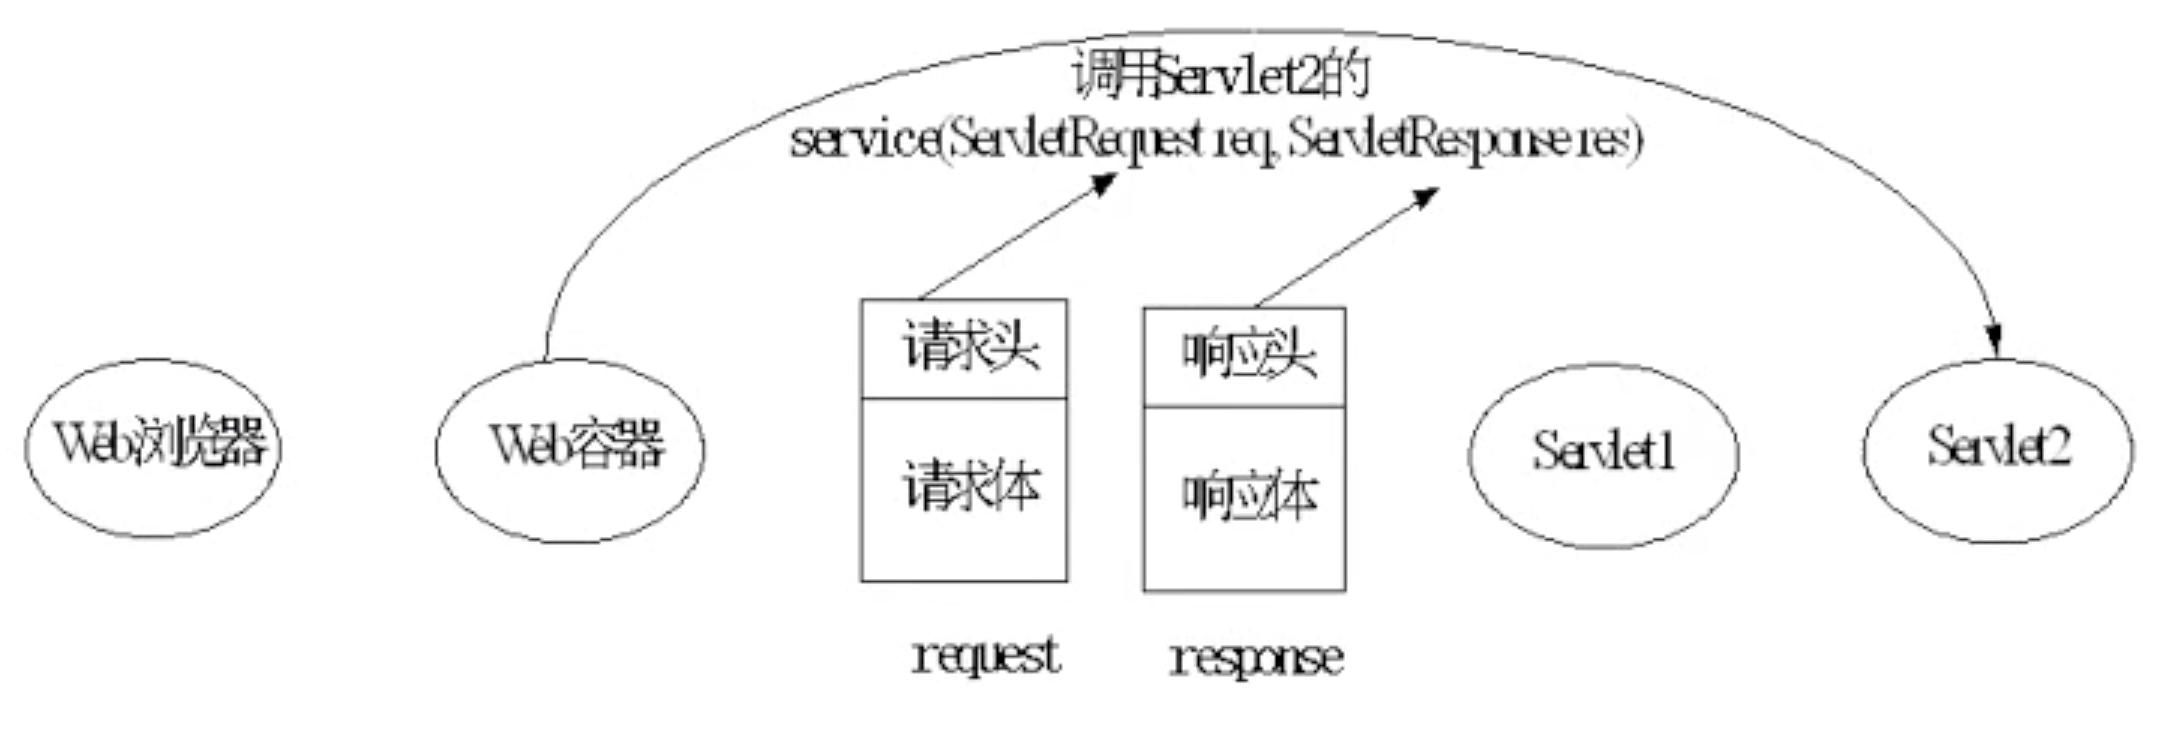 调用Servlet2的
service(ServletRequest req, ServletResponse res)
请求头
响应头
Web浏览器
Web容器
请求体
响应体
Servlet1
Servlet2
request
response